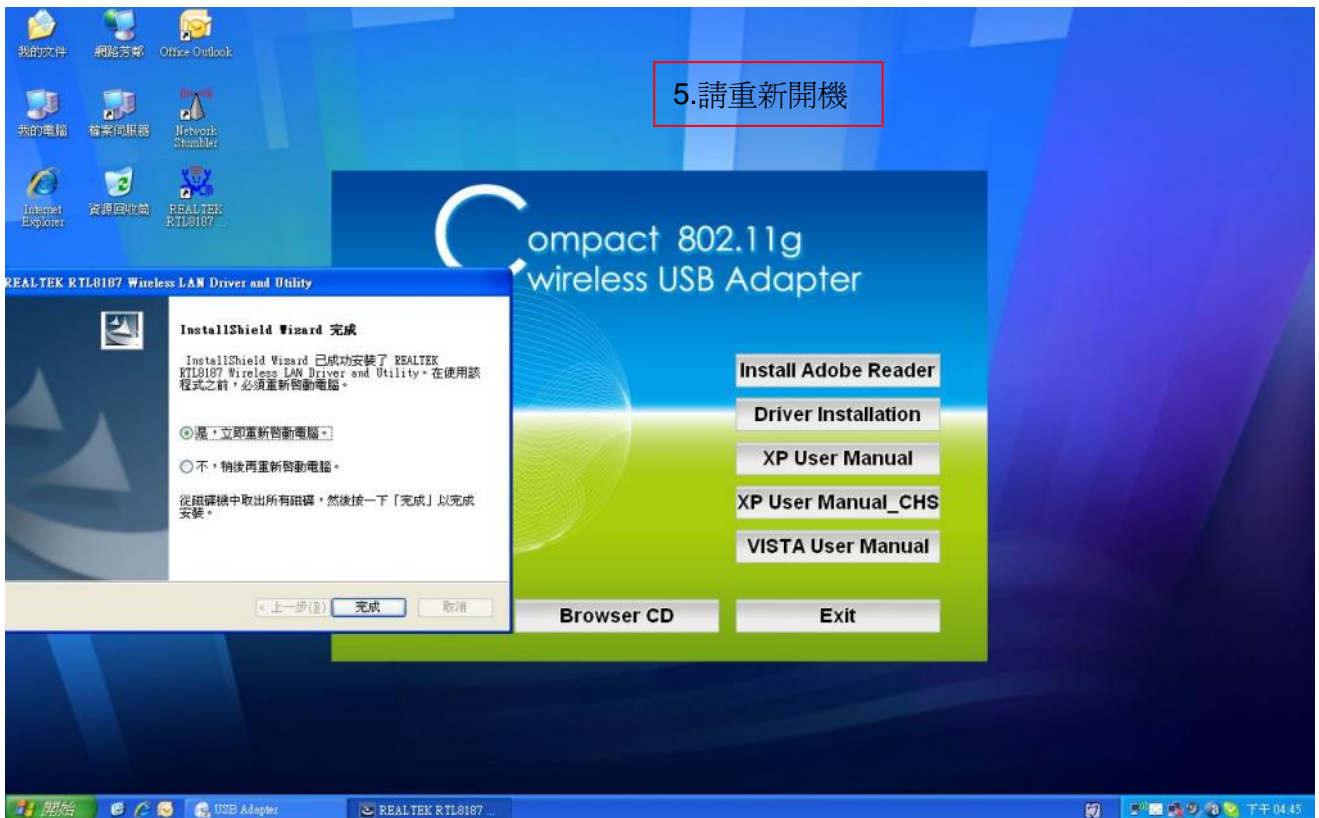 我的文件
網路芳鄰
Office Outlook
5.請重新開機
我的電腦
檔案伺服器
Network
Stumbler
Internet
Explorer
資源回收筒
REALTEK
RTL8187 ...
Compact 802.11g
wireless USB Adapter
REALTEK RTL8187 Wireless LAN Driver and Utility
InstallShield Wizard 完成
InstallShield Wizard 已成功安裝了 REALTEK
RTL8187 Wireless LAN Driver and Utility。在使用該
程式之前，必須重新啓動電腦。
是，立即重新啓動電腦。
不，稍後再重新啓動電腦。
從磁碟機中取出所有磁碟，然後按一下「完成」以完成
安裝。
< 上一步(B)
完成
取消
Install Adobe Reader
Driver Installation
XP User Manual
XP User Manual_CHS
VISTA User Manual
Browser CD
Exit
開始
USB Adapter
REALTEK RTL8187 ...
下午 04:45